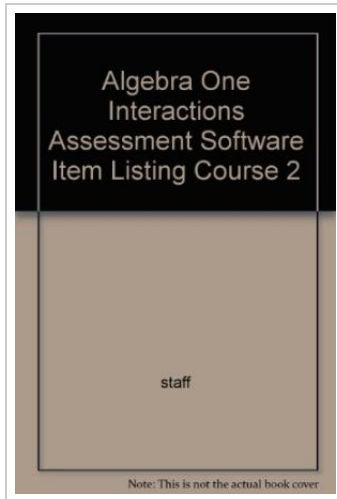 Algebra One
Interactions
Assessment Software
Item Listing Course 2
staff
Note: This is not the actual book cover